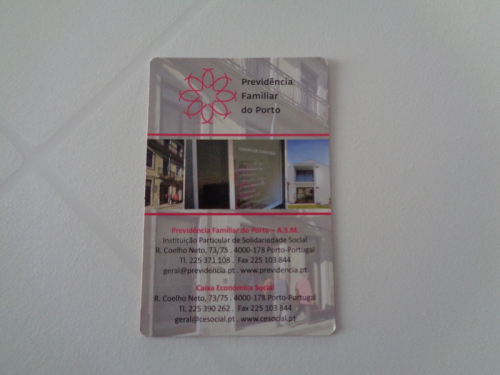 Previdência
Familiar
do Porto
Previdência Familiar do Porto - A.S.M.
Instituição Particular de Solidariedade Social
R. Coelho Neto, 73/75 . 4000-178 Porto-Portugal
Tl. 225 371 108 . Fax 225 103 844
geral@previdencia.pt . www.previdencia.pt
Caixa Económica Social
R. Coelho Neto, 73/75 . 4000-178 Porto-Portugal
Tl. 225 390 262 . Fax 225 103 844
geral@cesocial.pt . www.cesocial.pt